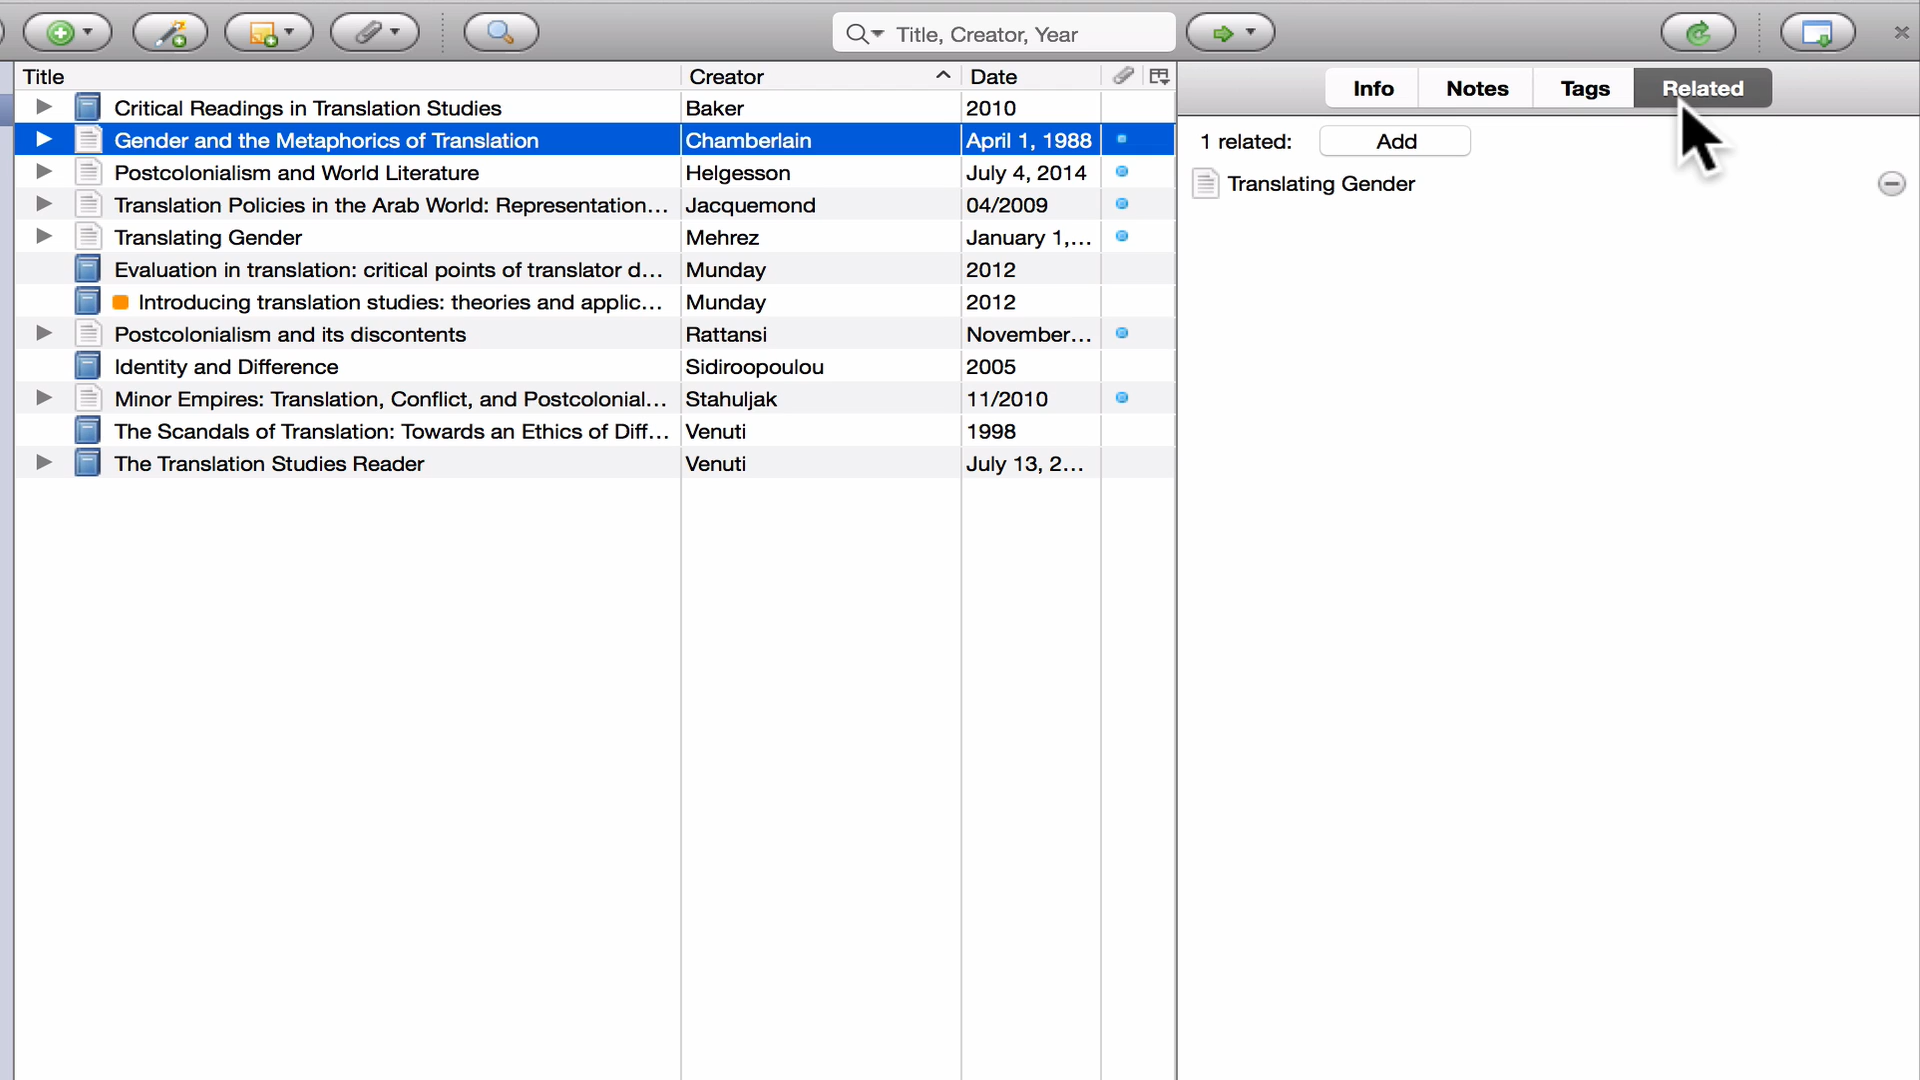 Title, Creator, Year
Title Creator Date
Critical Readings in Translation Studies Baker 2010
Gender and the Metaphorics of Translation Chamberlain April 1, 1988
Postcolonialism and World Literature Helgesson July 4, 2014
Translation Policies in the Arab World: Representation... Jacquemond 04/2009
Translating Gender Mehrez January 1,...
Evaluation in translation: critical points of translator d... Munday 2012
Introducing translation studies: theories and applic... Munday 2012
Postcolonialism and its discontents Rattansi November...
Identity and Difference Sidiroopoulou 2005
Minor Empires: Translation, Conflict, and Postcolonial... Stahuljak 11/2010
The Scandals of Translation: Towards an Ethics of Diff... Venuti 1998
The Translation Studies Reader Venuti July 13, 2...
Info Notes Tags Related
1 related: Add
Translating Gender